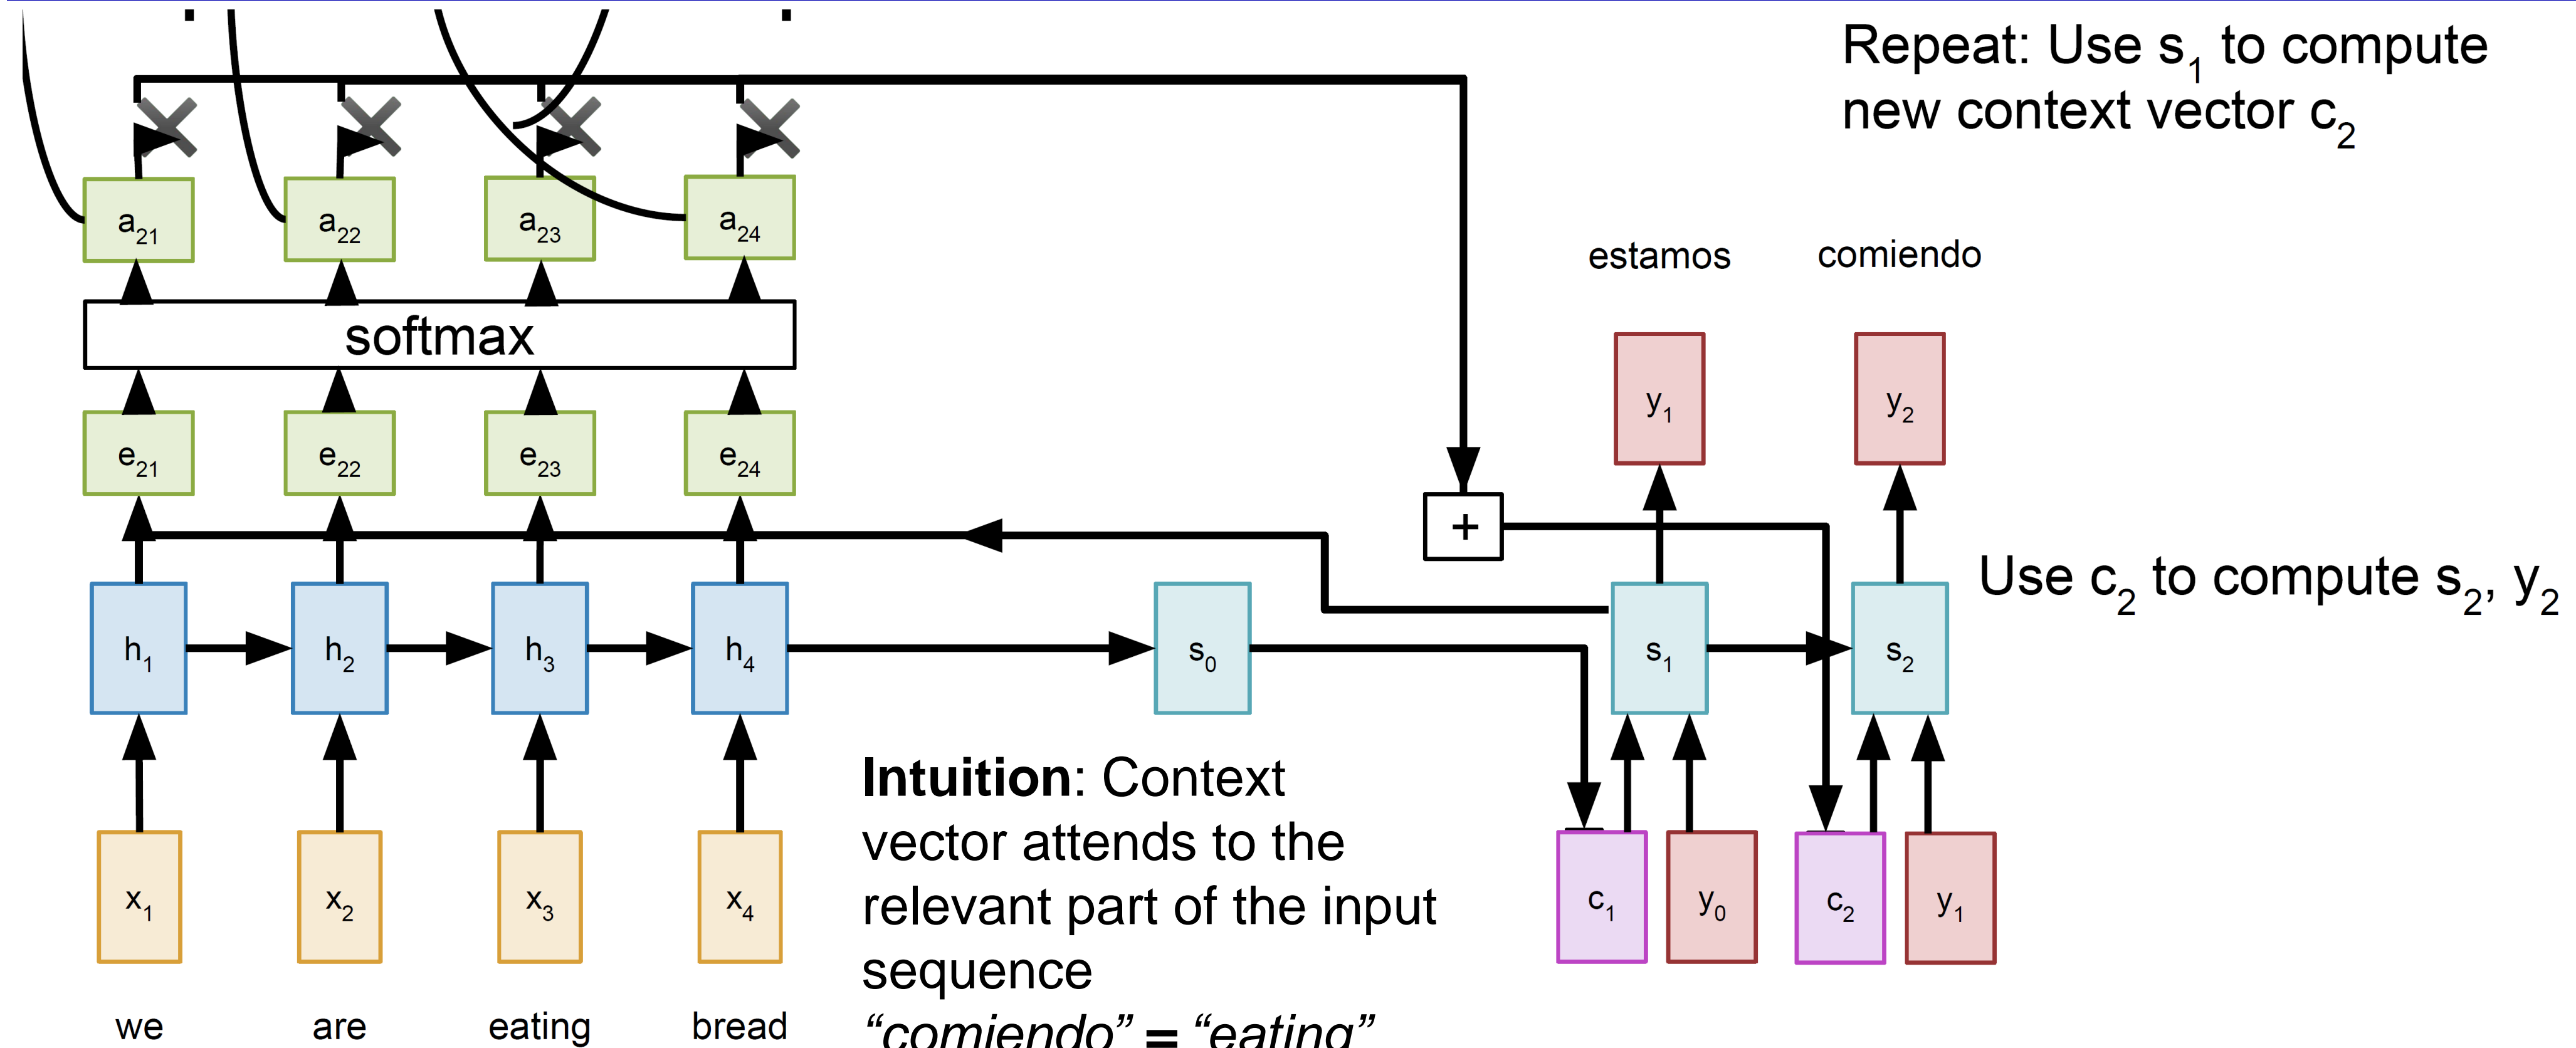 Repeat: Use s1 to compute
new context vector c2
a21 a22 a23 a24
estamos comiendo
softmax
y1 y2
e21 e22 e23 e24
+
Use c2 to compute s2, y2
h1 h2 h3 h4 s0 s1 s2
Intuition: Context
vector attends to the
relevant part of the input
sequence
“comiendo” = “eating”
x1 x2 x3 x4
c1 y0 c2 y1
we are eating bread